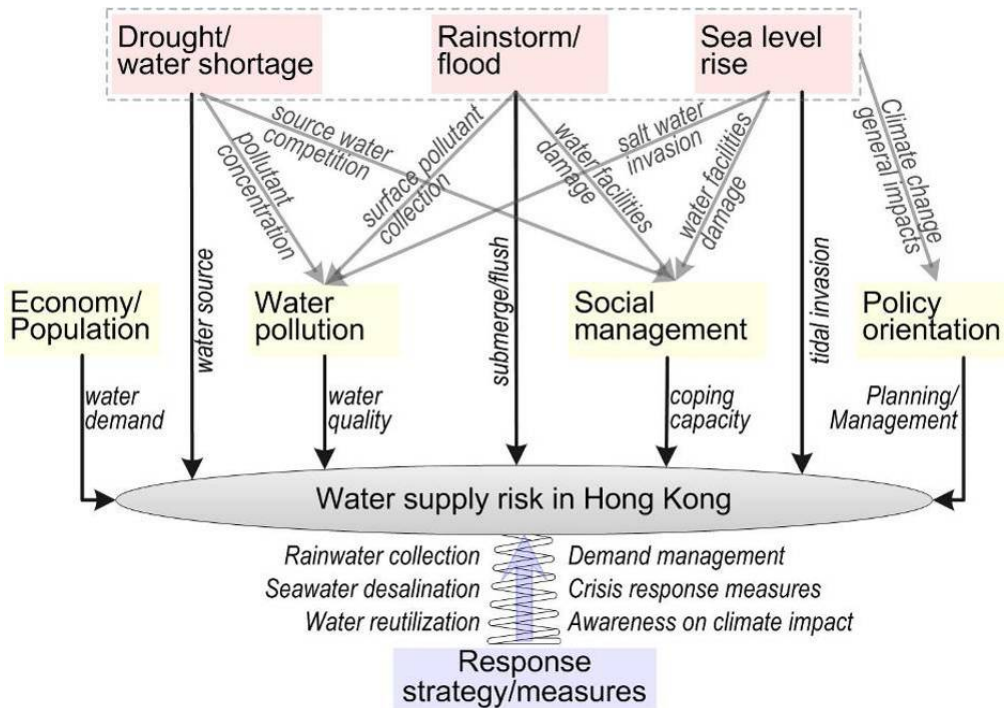 Drought/
water shortage
Rainstorm/
flood
Sea level
rise
source water
competition
pollutant
concentration
surface pollutant
collection
water facilities
damage
salt water
invasion
water facilities
damage
Climate change
general impacts
Economy/
Population
water source
Water
pollution
submerge/flush
Social
management
tidal invasion
Policy
orientation
water
demand
water
quality
coping
capacity
Planning/
Management
Water supply risk in Hong Kong
Rainwater collection
Demand management
Seawater desalination
Crisis response measures
Water reutilization
Awareness on climate impact
Response
strategy/measures